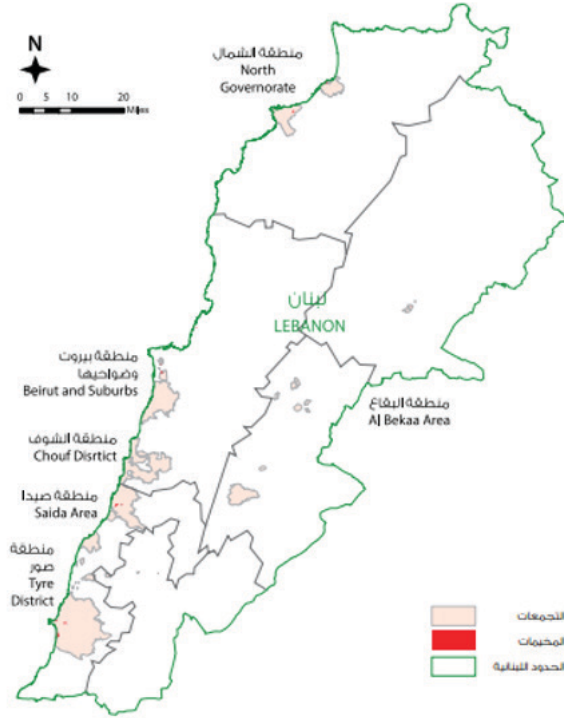 منطقة الشمال
North
Governorate
N
0 5 10 20
Miles
لبنان
LEBANON
منطقة بيروت
وضواحيها
Beirut and Suburbs
منطقة البقاع
Al Bekaa Area
منطقة الشوف
Chouf Disrtict
منطقة صيدا
Saida Area
منطقة
صور
Tyre
District
التجمعات
المخيمات
الحدود اللبنانية